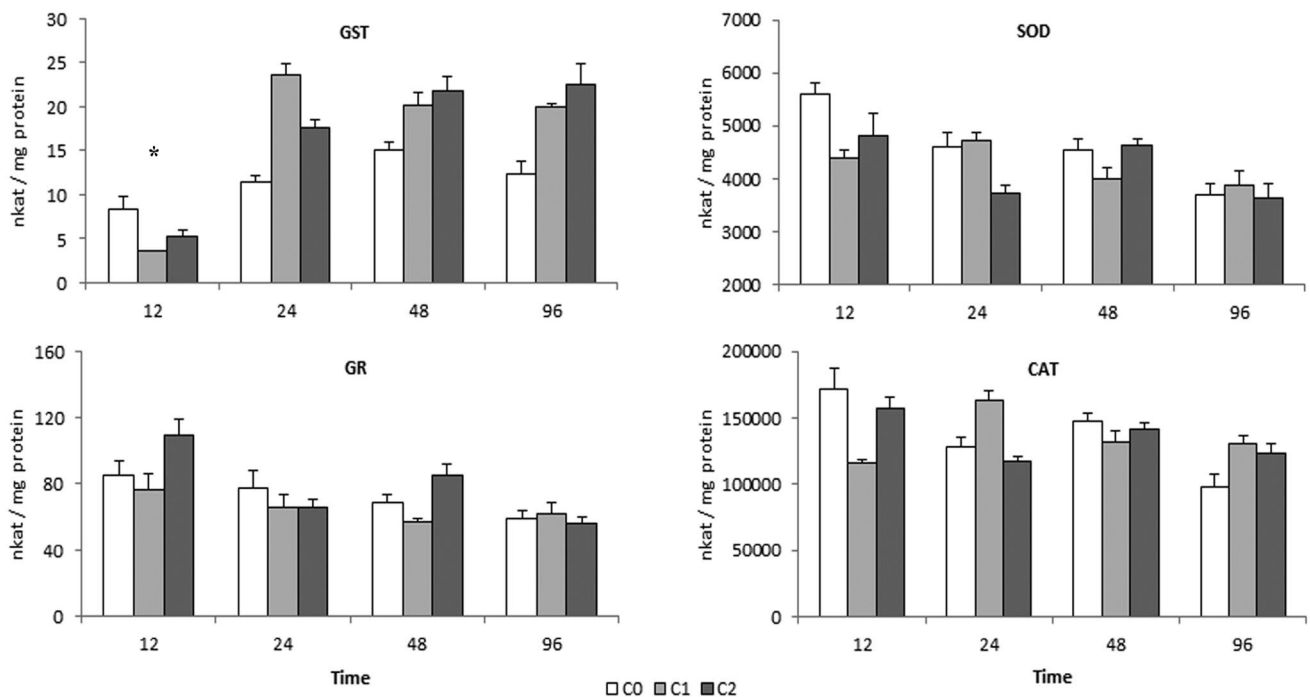 GST
nkat / mg protein
30
25
20
15
10
5
0
*
12 24 48 96
SOD
nkat / mg protein
7000
6000
5000
4000
3000
2000
12 24 48 96
GR
nkat / mg protein
160
120
80
40
0
12 24 48 96
Time
CAT
nkat / mg protein
200000
150000
100000
50000
0
12 24 48 96
Time
C0 C1 C2